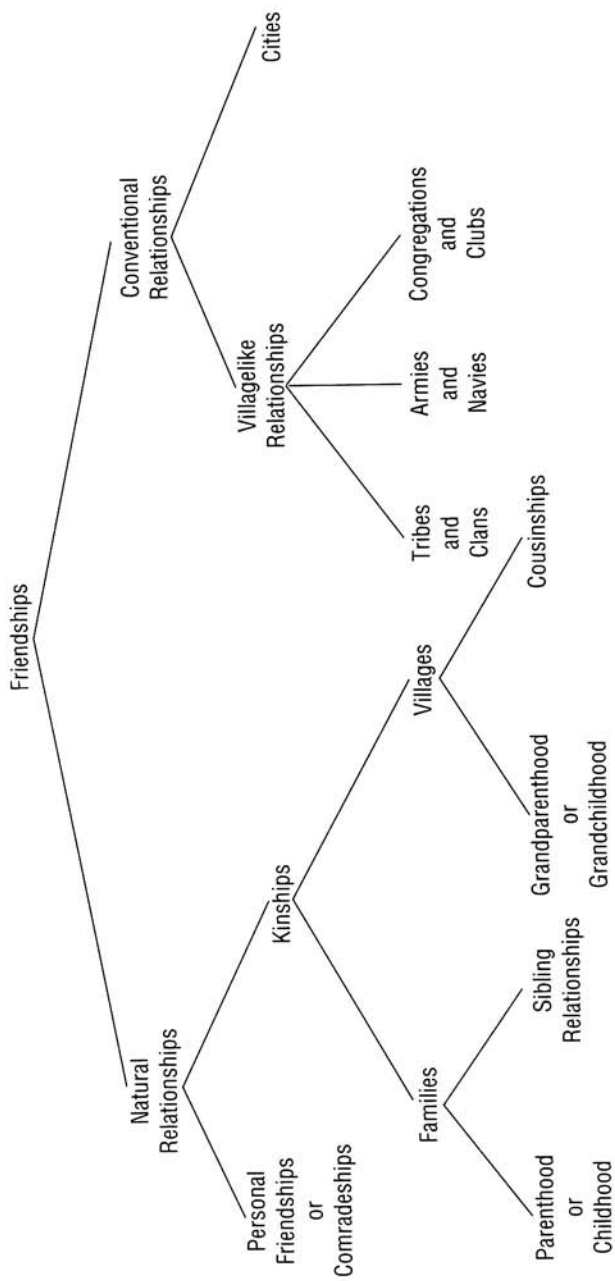 Friendships
Natural
Relationships
Conventional
Relationships
Personal
Friendships
or
Comradeships
Kinships
Villagelike
Relationships
Cities
Families
Villages
Tribes
and
Clans
Armies
and
Navies
Congregations
and
Clubs
Parenthood
or
Childhood
Sibling
Relationships
Grandparenthood
or
Grandchildhood
Cousinships